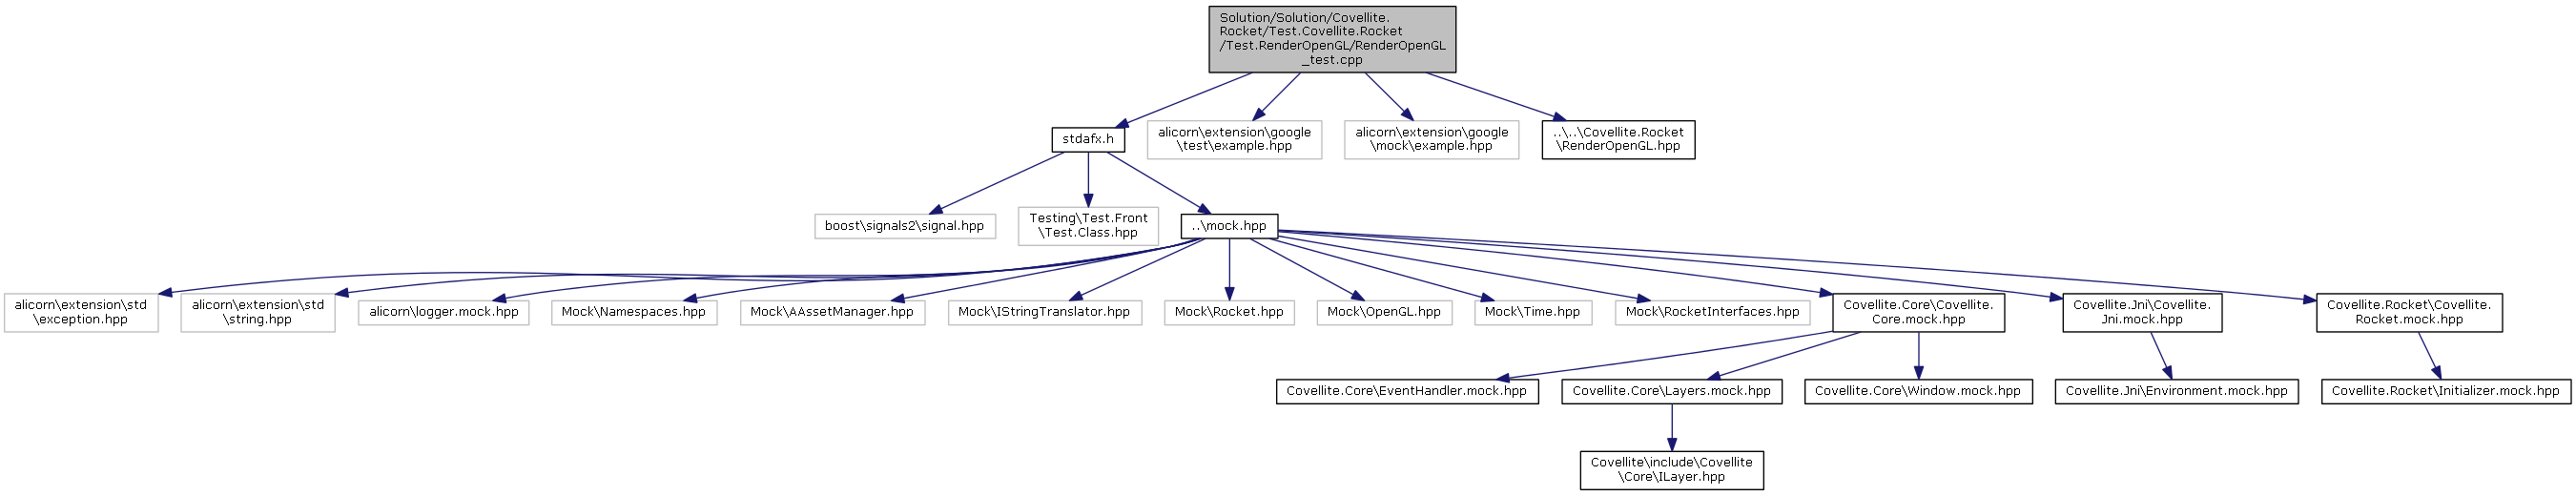 Solution/Solution/Covellite.
Rocket/Test.Covellite.Rocket
/Test.RenderOpenGL/RenderOpenGL
_test.cpp
stdafx.h
alicorn\extension\google
\test\example.hpp
alicorn\extension\google
\mock\example.hpp
..\..\Covellite.Rocket
\RenderOpenGL.hpp
boost\signals2\signal.hpp
Testing\Test.Front
\Test.Class.hpp
..\mock.hpp
alicorn\extension\std
\exception.hpp
alicorn\extension\std
\string.hpp
alicorn\logger.mock.hpp
Mock\Namespaces.hpp
Mock\AAssetManager.hpp
Mock\IStringTranslator.hpp
Mock\Rocket.hpp
Mock\OpenGL.hpp
Mock\Time.hpp
Mock\RocketInterfaces.hpp
Covellite.Core\Covellite.
Core.mock.hpp
Covellite.Jni\Covellite.
Jni.mock.hpp
Covellite.Rocket\Covellite.
Rocket.mock.hpp
Covellite.Core\EventHandler.mock.hpp
Covellite.Core\Layers.mock.hpp
Covellite.Core\Window.mock.hpp
Covellite.Jni\Environment.mock.hpp
Covellite.Rocket\Initializer.mock.hpp
Covellite\include\Covellite
\Core\ILayer.hpp